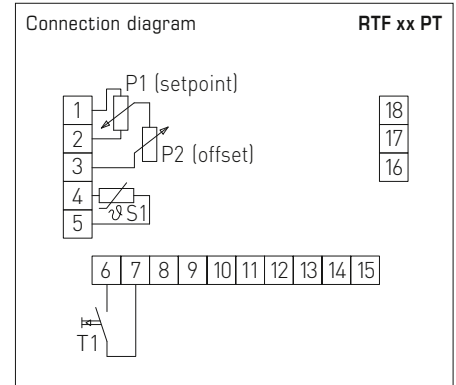 Connection diagram RTF xx PT
P1 (setpoint)
1
2
3
4
5
P2 (offset)
ϑ S1
18
17
16
6 7 8 9 10 11 12 13 14 15
T1